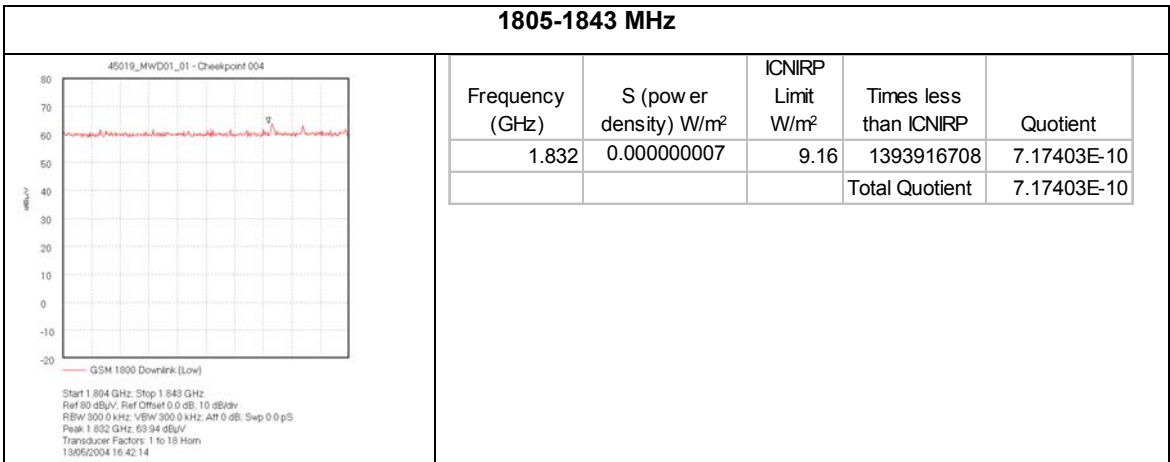 1805-1843 MHz
45019_MWD01_01 - Cheekpoint 004
80
70
60
50
40
30
20
10
0
-10
-20
dBµV
GSM 1800 Downlink (Low)
Start 1.804 GHz; Stop 1.843 GHz
Ref 80 dBµV; Ref Offset 0.0 dB; 10 dB/div
RBW 300.0 kHz; VBW 300.0 kHz; Att 0 dB; Swp 0.0 pS
Peak 1.832 GHz, 63.94 dBµV
Transducer Factors: 1 to 18 Horn
13/05/2004 16:42:14
Frequency (GHz) S (pow er density) W/m² ICNIRP Limit W/m² Times less than ICNIRP Quotient
1.832 0.000000007 9.16 1393916708 7.17403E-10
Total Quotient 7.17403E-10